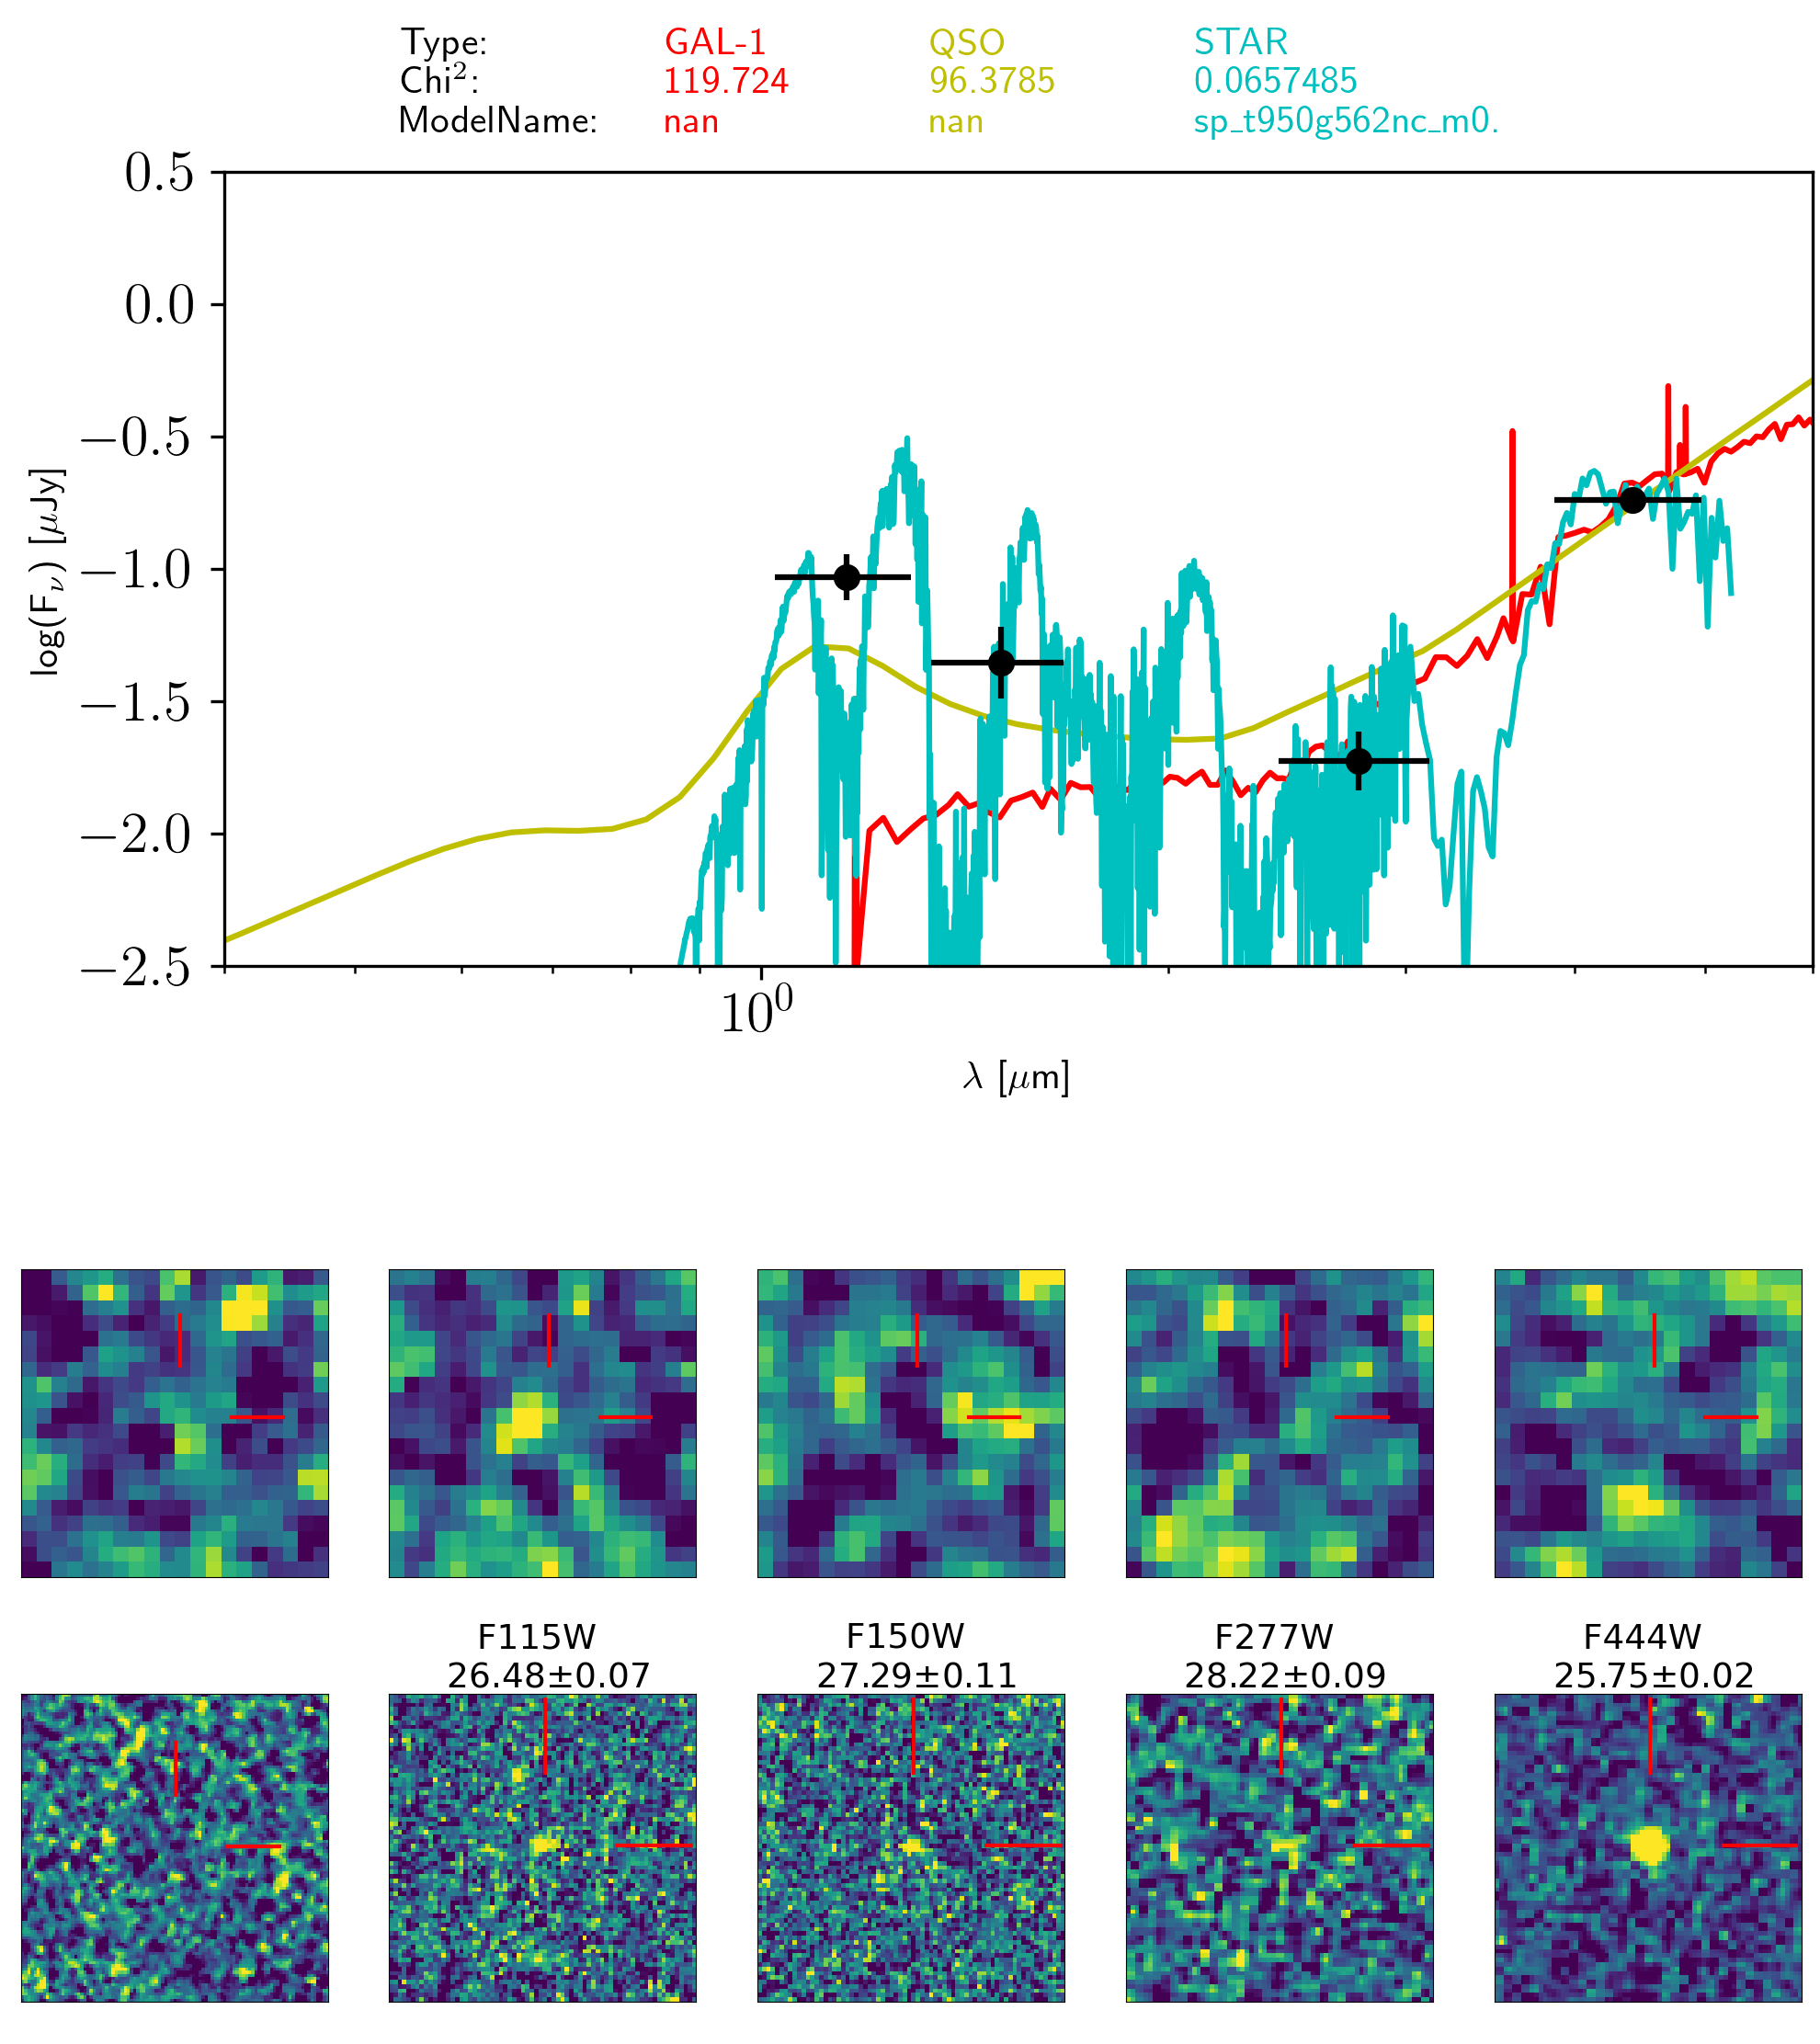 Type: GAL-1 QSO STAR
Chi²: 119.724 96.3785 0.0657485
ModelName: nan nan sp_t950g562nc_m0.
0.5
0.0
−0.5
−1.0
−1.5
−2.0
−2.5
log(Fν) [μJy]
10⁰
λ [μm]
F115W F150W F277W F444W
26.48±0.07 27.29±0.11 28.22±0.09 25.75±0.02